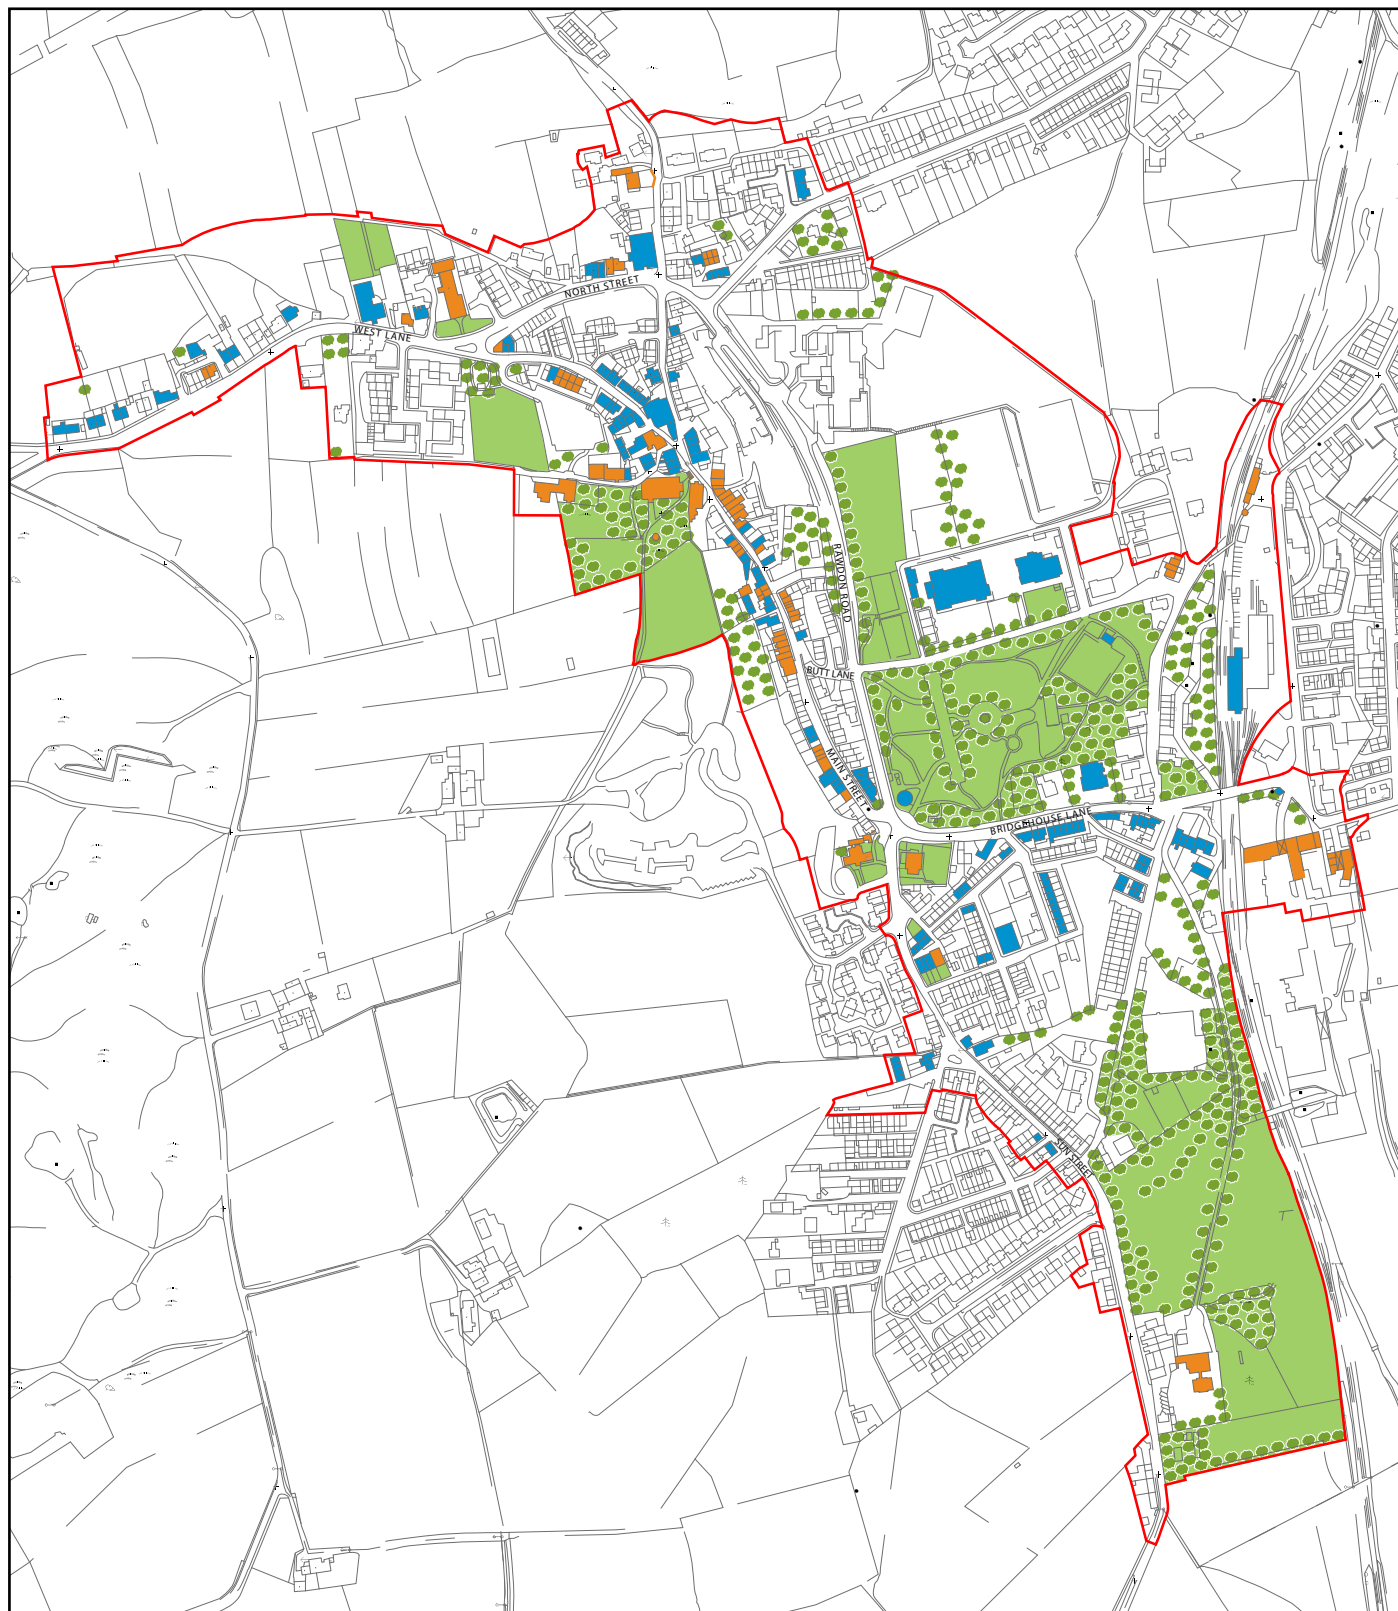 NORTH STREET
WEST LANE
RAWDON ROAD
BUTT LANE
MAIN STREET
BRIDGEHOUSE LANE
SUN STREET